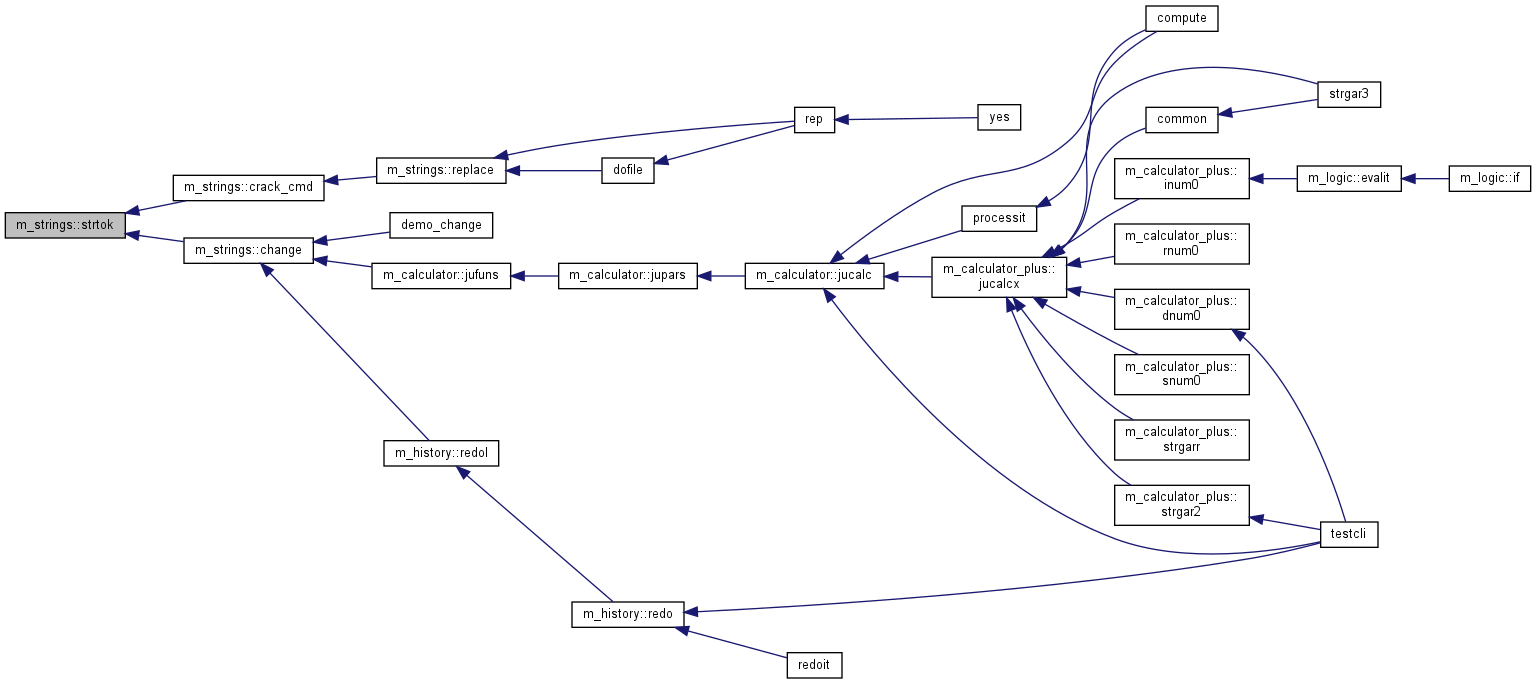 compute
strgar3
rep
yes
common
m_strings::replace
dofile
m_calculator_plus::
inum0
m_logic::evalit
m_logic::if
m_strings::crack_cmd
m_strings::strtok
demo_change
processit
m_strings::change
m_calculator_plus::
rnum0
m_calculator::jufuns
m_calculator::jupars
m_calculator::jucalc
m_calculator_plus::
jucalcx
m_calculator_plus::
dnum0
m_calculator_plus::
snum0
m_calculator_plus::
strgarr
m_history::redol
m_calculator_plus::
strgar2
testcli
m_history::redo
redoit